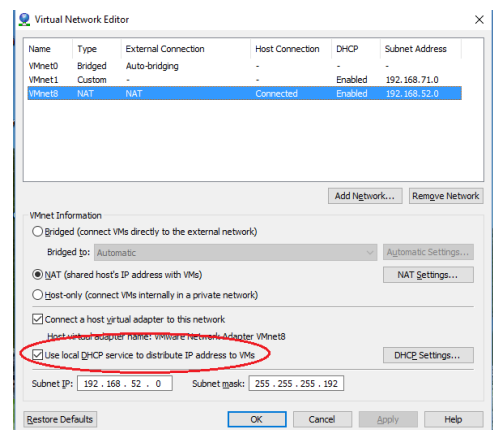 Virtual Network Editor
Name Type External Connection Host Connection DHCP Subnet Address
VMnet0 Bridged Auto-bridging - - -
VMnet1 Custom - - Enabled 192.168.71.0
VMnet8 NAT NAT Connected Enabled 192.168.52.0
Add Network... Remove Network
VMnet Information
Bridged (connect VMs directly to the external network)
Bridged to: Automatic Automatic Settings...
NAT (shared host's IP address with VMs) NAT Settings...
Host-only (connect VMs internally in a private network)
Connect a host virtual adapter to this network
Host virtual adapter name: VMware Network Adapter VMnet8
Use local DHCP service to distribute IP address to VMs DHCP Settings...
Subnet IP: 192 . 168 . 52 . 0 Subnet mask: 255 . 255 . 255 . 192
Restore Defaults OK Cancel Apply Help